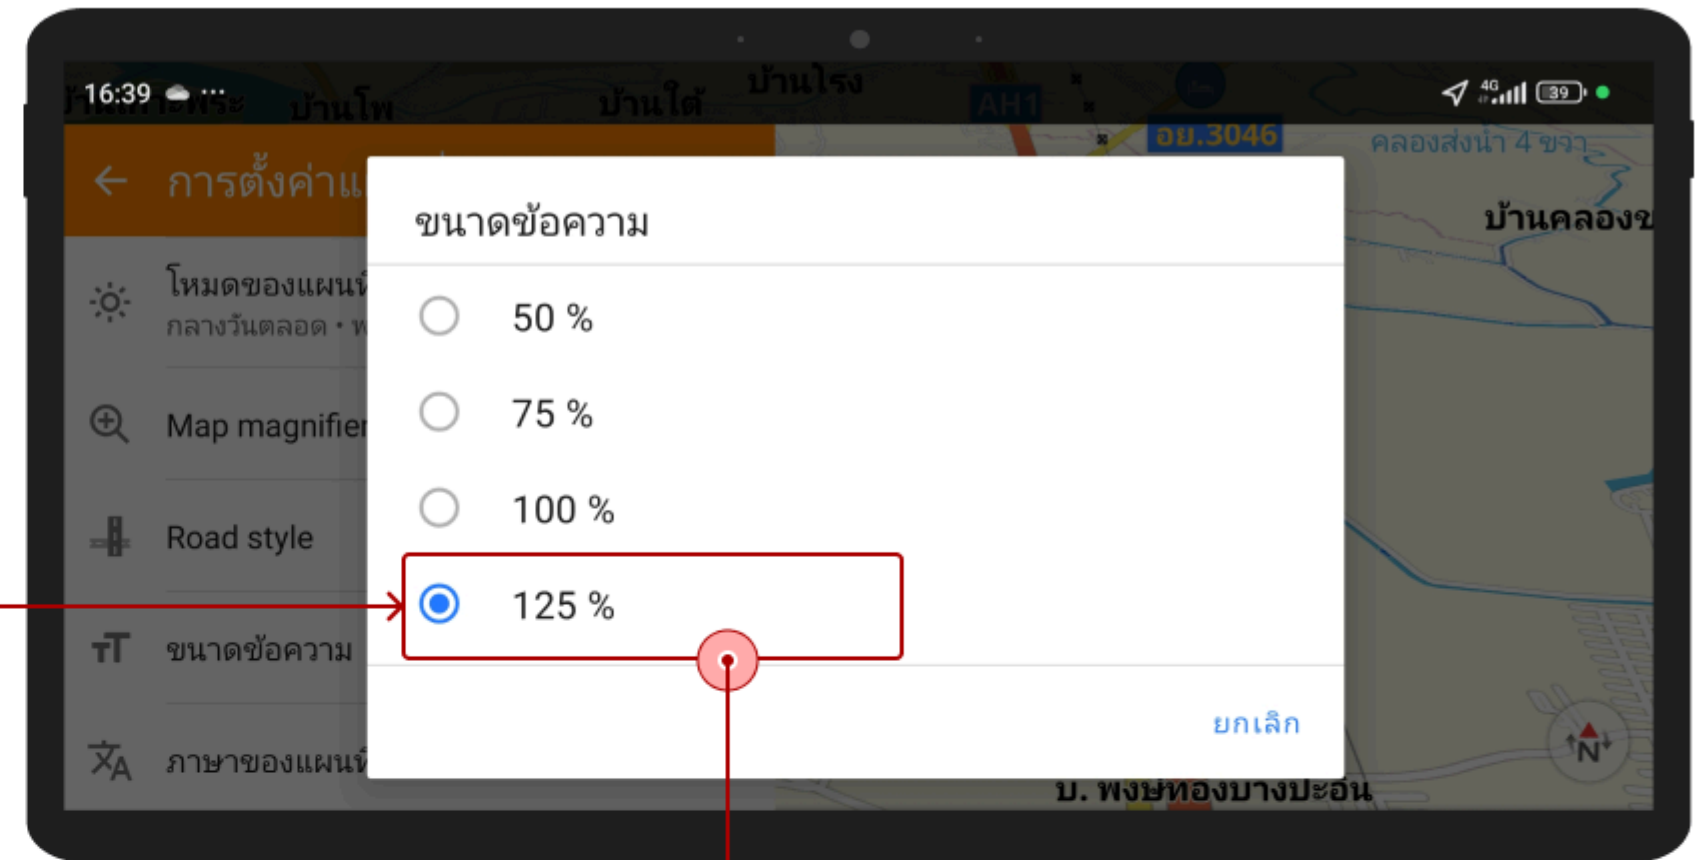 16:39
บ้านโพ
บ้านใต้
บ้านโรง
AH1
4G
39
อย.3046
คลองส่งน้ำ 4 ขวา
บ้านคลองข
การตั้งค่าแ
ขนาดข้อความ
โหมดของแผนที่
กลางวันตลอด •
50 %
Map magnifier
75 %
100 %
Road style
125 %
ขนาดข้อความ
ยกเลิก
N
ภาษาของแผนที่
บ. พงษ์ทองบางปะอิน